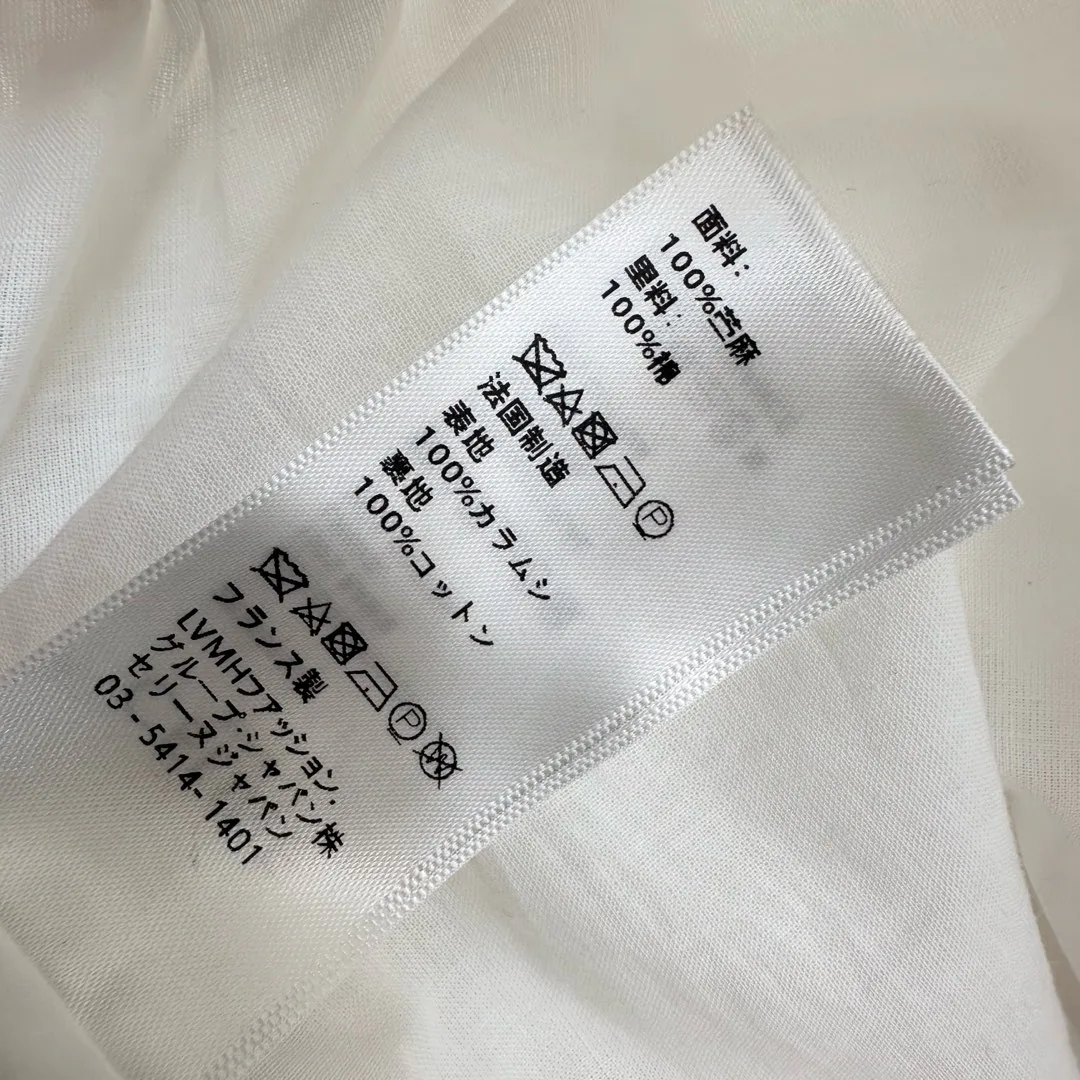 面料:
100%苎麻
里料:
100%棉
法国制造
表地
100%カラムシ
裏地
100%コットン
フランス製
LVMHファッション.
グループ.ジャパン株
セリーヌジャパン
03-5414-1401